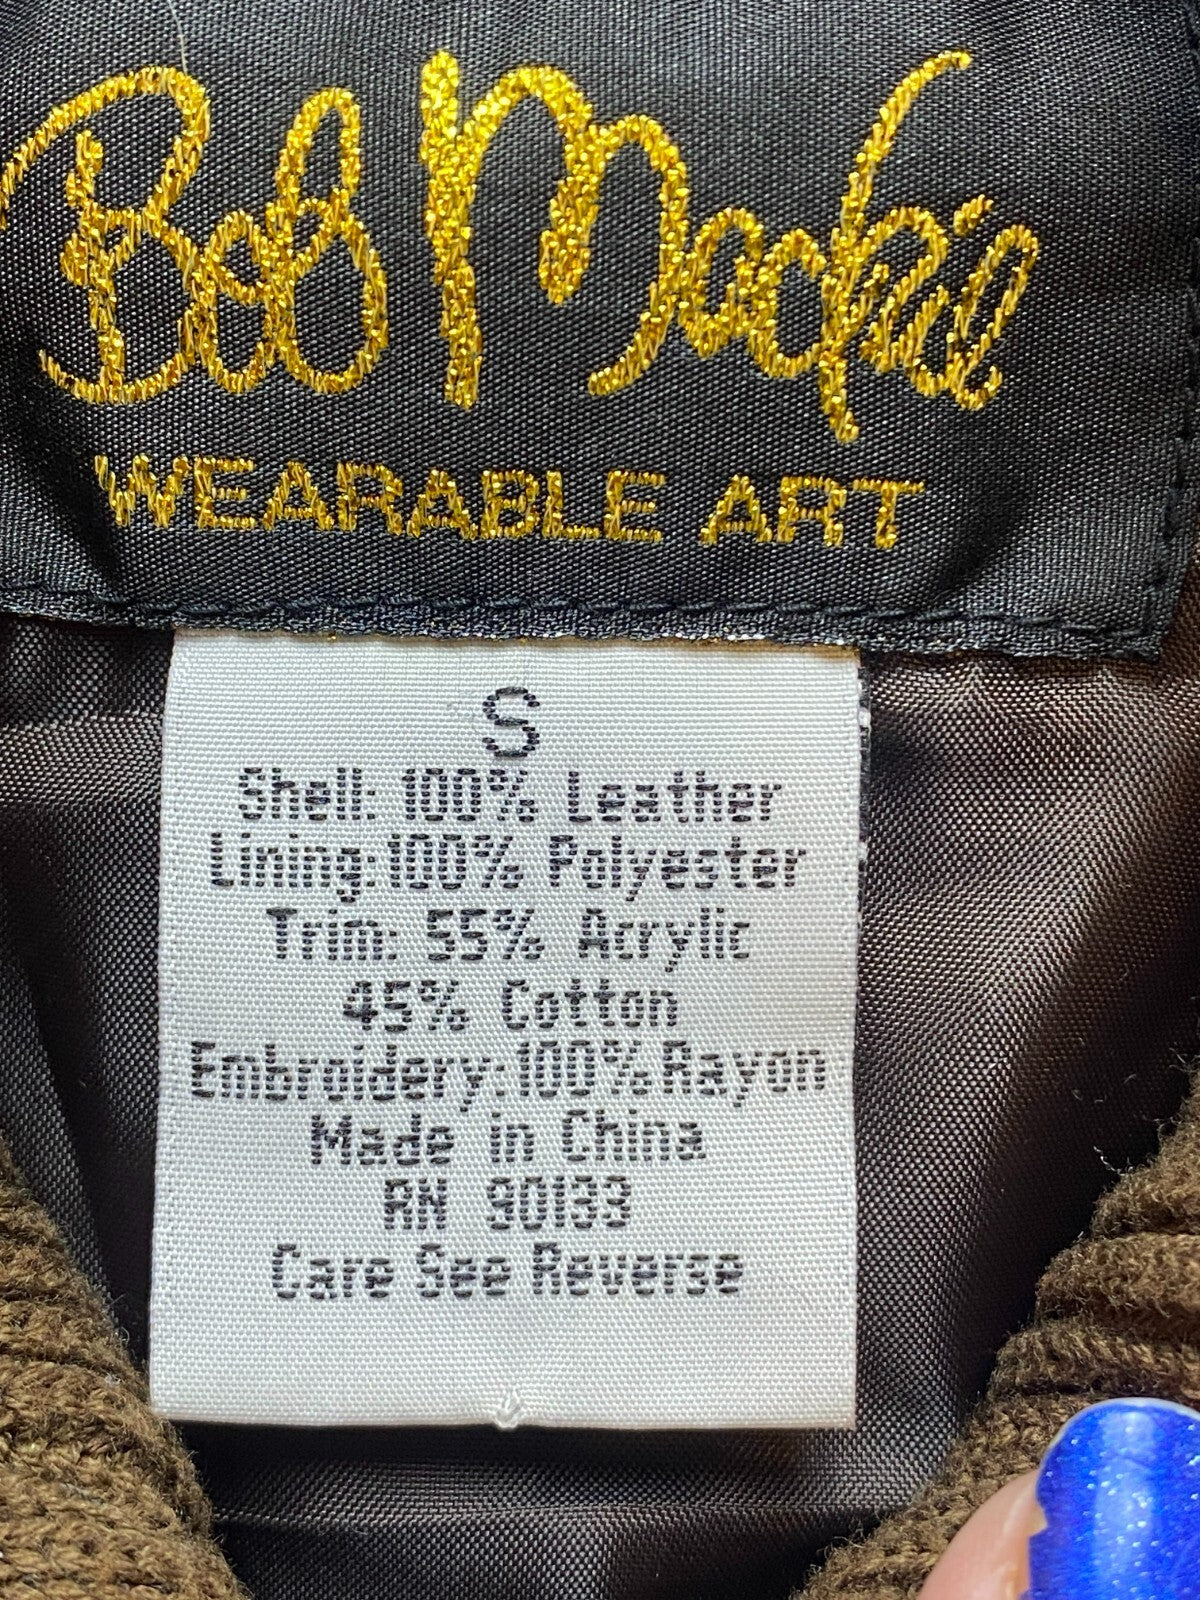 Bob Mackie
WEARABLE ART
S
Shell: 100% Leather
Lining: 100% Polyester
Trim: 55% Acrylic
45% Cotton
Embroidery: 100% Rayon
Made in China
RN 90133
Care See Reverse